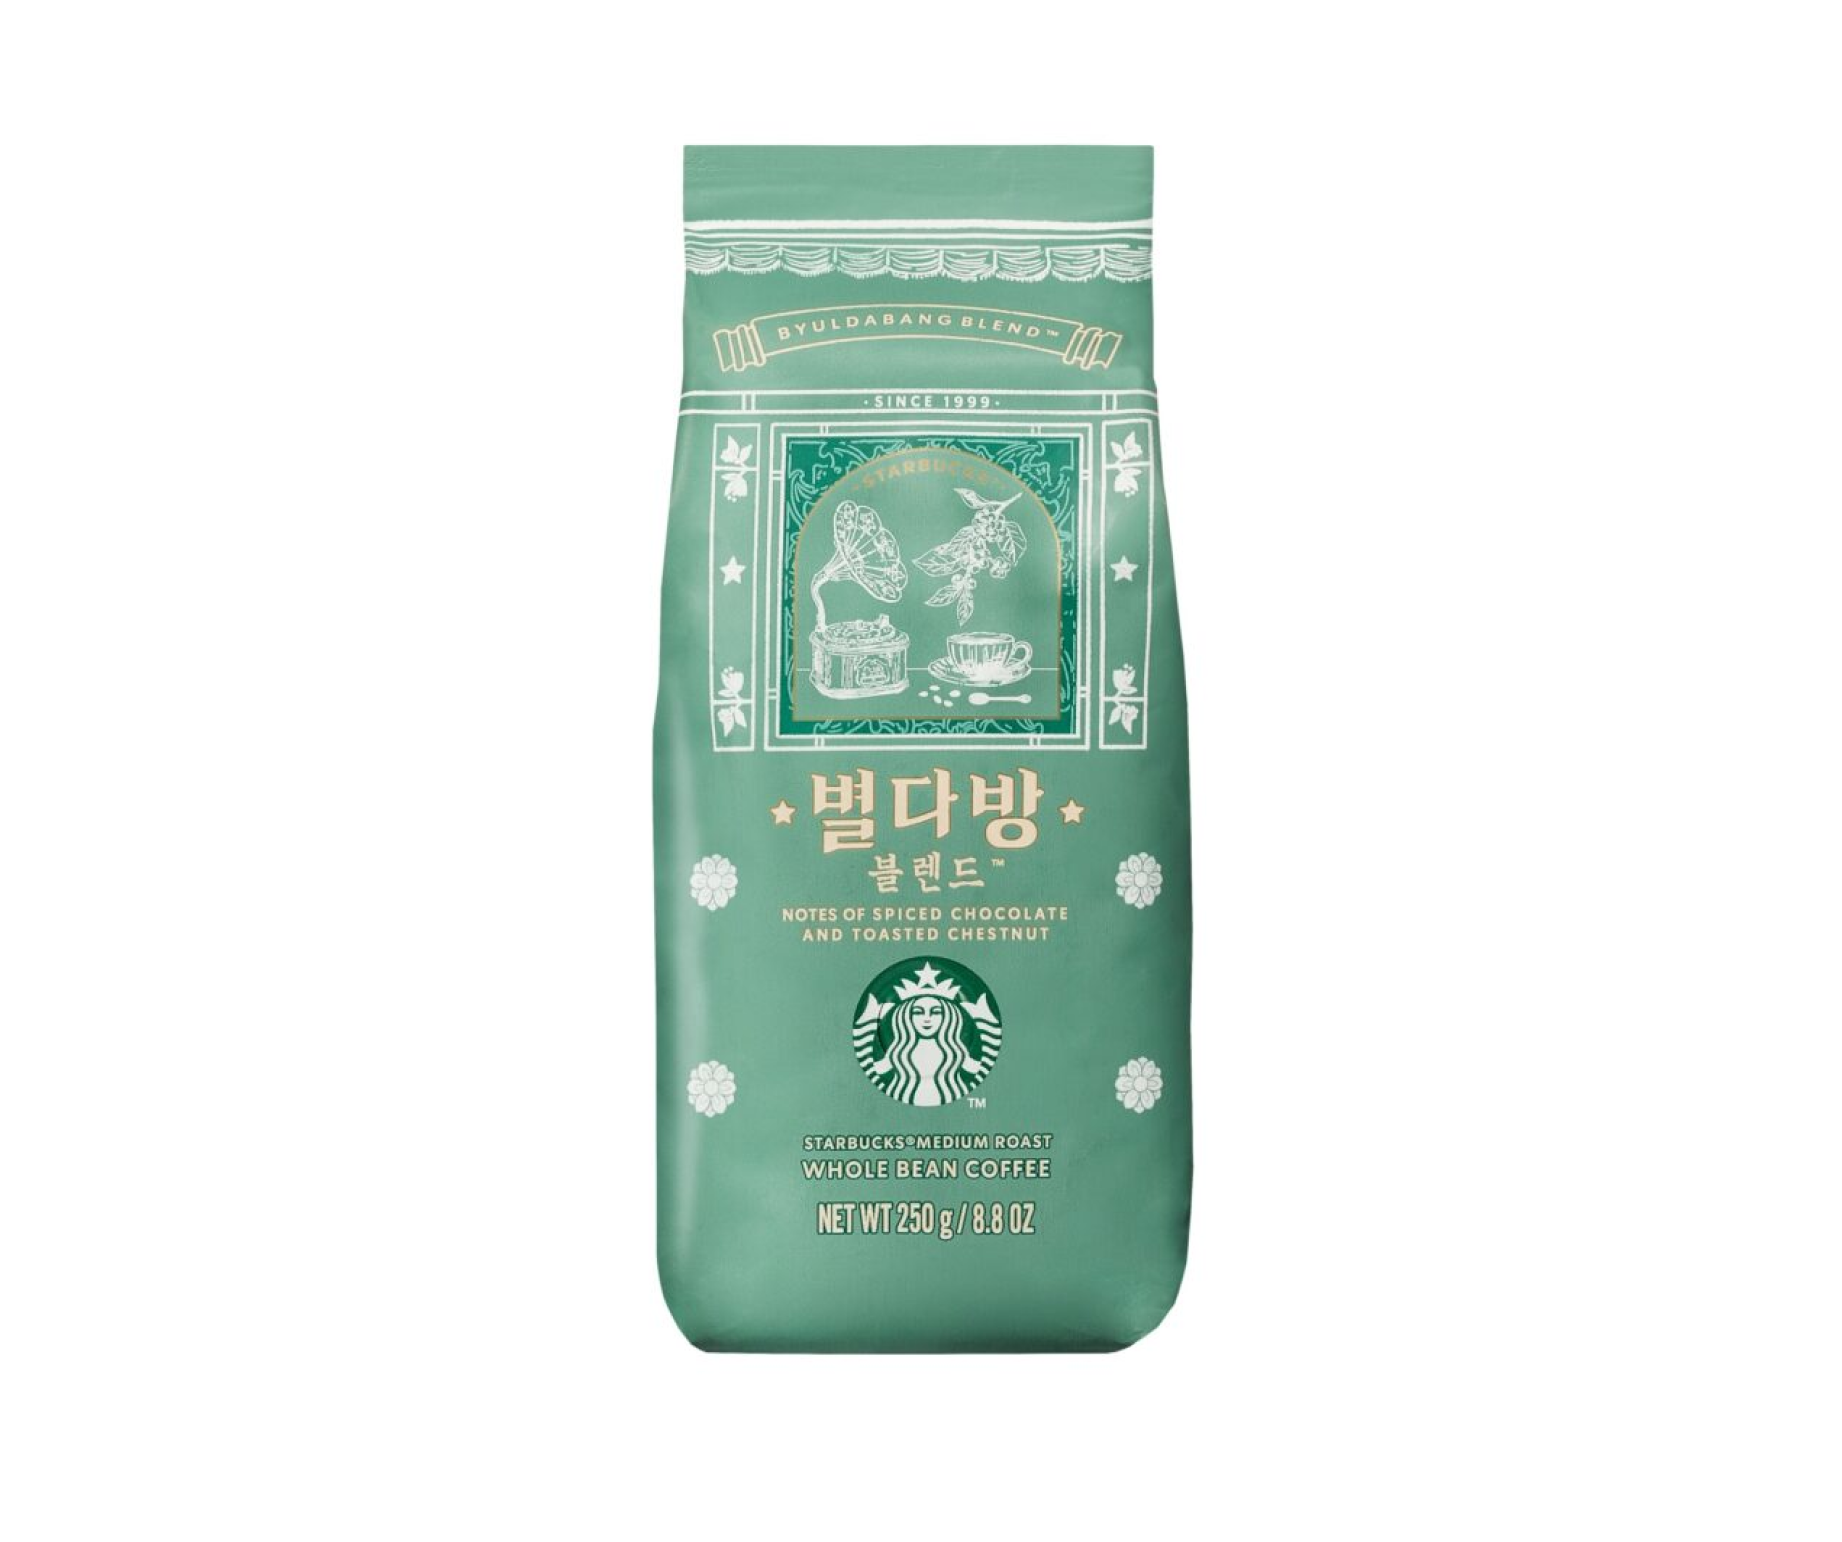 BYULDABANG BLEND™
·SINCE 1999·
STARBUCKS
별다방
블렌드™
NOTES OF SPICED CHOCOLATE
AND TOASTED CHESTNUT
TM
STARBUCKS® MEDIUM ROAST
WHOLE BEAN COFFEE
NET WT 250 g / 8.8 OZ